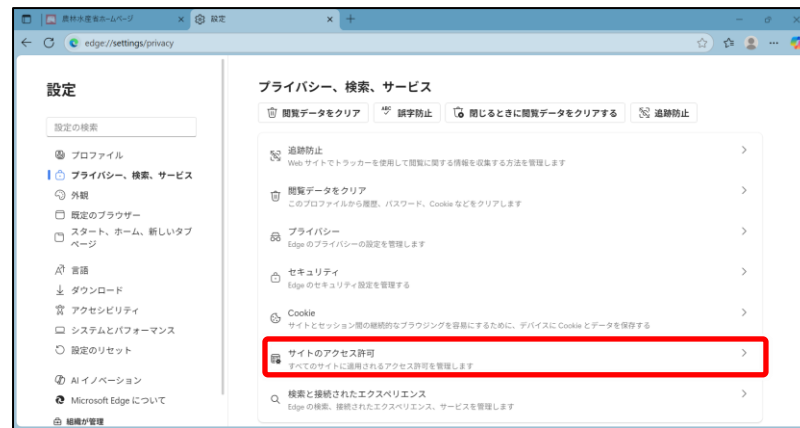 農林水産省ホームページ
設定
edge://settings/privacy
設定
設定の検索
プロファイル
プライバシー、検索、サービス
外観
既定のブラウザー
スタート、ホーム、新しいタブ
ページ
言語
ダウンロード
アクセシビリティ
システムとパフォーマンス
設定のリセット
AI イノベーション
Microsoft Edge について
組織が管理
プライバシー、検索、サービス
閲覧データをクリア
ABC 誤字防止
閉じるときに閲覧データをクリアする
追跡防止
追跡防止
Web サイトでトラッカーを使用して閲覧に関する情報を収集する方法を管理します
閲覧データをクリア
このプロファイルから履歴、パスワード、Cookie などをクリアします
プライバシー
Edge のプライバシーの設定を管理します
セキュリティ
Edge のセキュリティ設定を管理する
Cookie
サイトとセッション間の継続的なブラウジングを容易にするために、デバイスに Cookie とデータを保存する
サイトのアクセス許可
すべてのサイトに適用されるアクセス許可を管理します
検索と接続されたエクスペリエンス
Edge の検索、接続されたエクスペリエンス、サービスを管理します